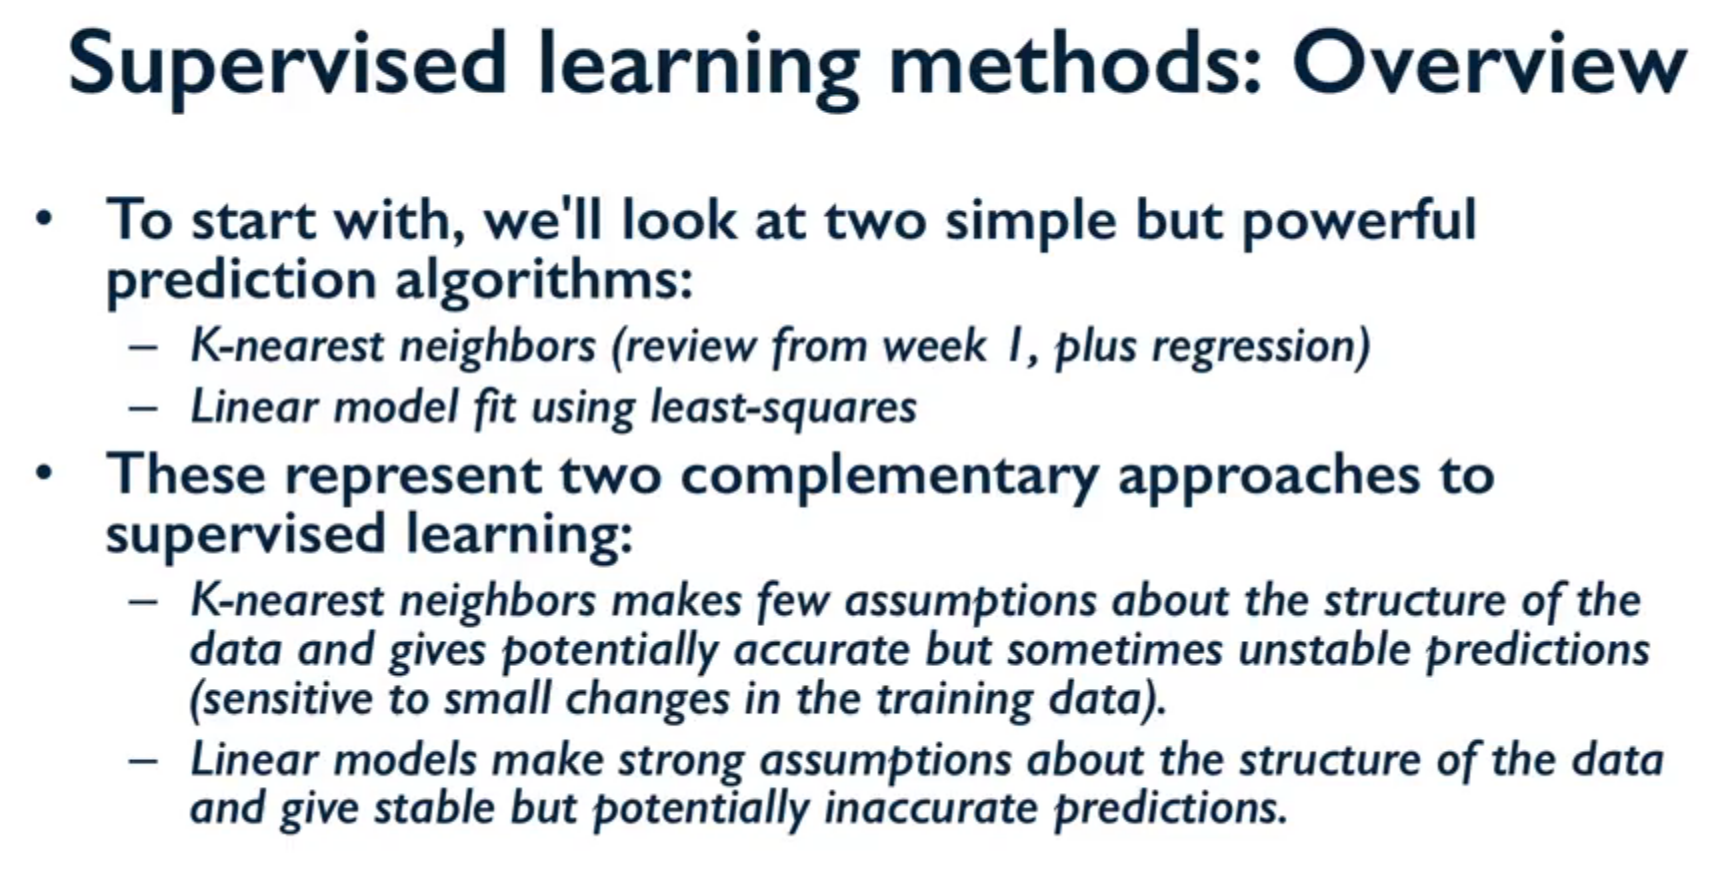 Supervised learning methods: Overview
• To start with, we'll look at two simple but powerful
prediction algorithms:
– K-nearest neighbors (review from week 1, plus regression)
– Linear model fit using least-squares
• These represent two complementary approaches to
supervised learning:
– K-nearest neighbors makes few assumptions about the structure of the
data and gives potentially accurate but sometimes unstable predictions
(sensitive to small changes in the training data).
– Linear models make strong assumptions about the structure of the data
and give stable but potentially inaccurate predictions.